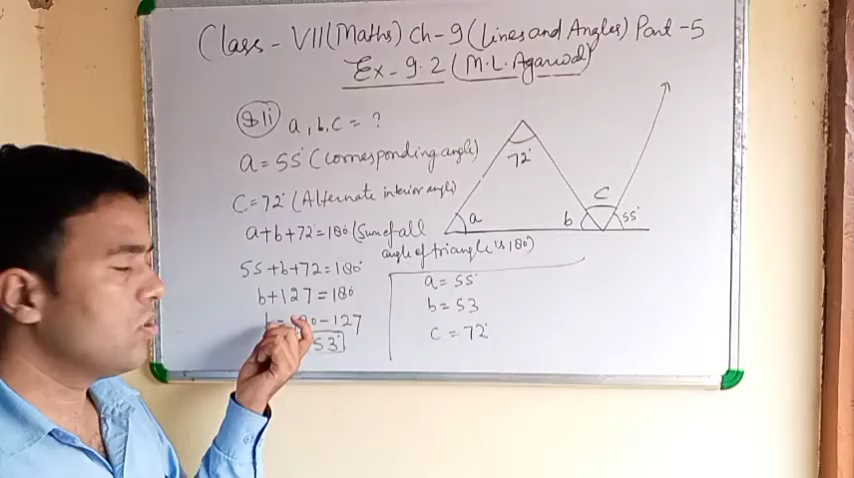 Class - VII (Maths) Ch - 9 (Lines and Angles) Part - 5
Ex - 9.2 (M.L. Agarwal)
a, b, c = ?
a = 55° (Corresponding angle)
C = 72° (Alternate interior angle)
a + b + 72 = 180 (Sum of all
angle of triangle is 180)
55 + b + 72 = 180°
b + 127 = 180
- 127
53°
a = 55°
b = 53
c = 72°
72°
a
b
C
55°